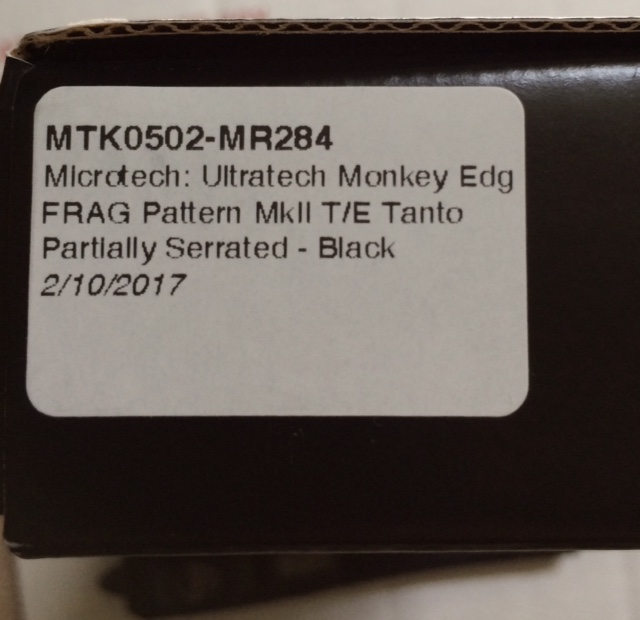 MTK0502-MR284
Microtech: Ultratech Monkey Edg
FRAG Pattern MkII T/E Tanto
Partially Serrated - Black
2/10/2017